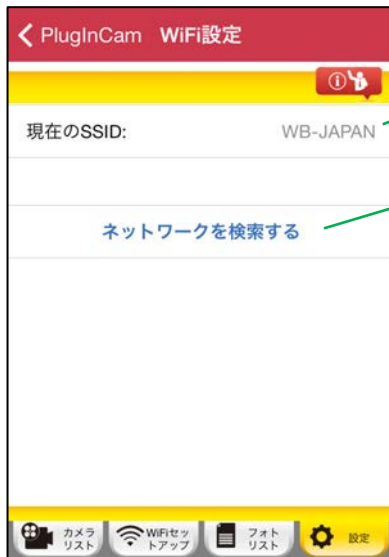 PlugInCam WiFi設定
現在のSSID: WB-JAPAN
ネットワークを検索する
カメラ
リスト
WiFiセッ
トアップ
フォト
リスト
設定